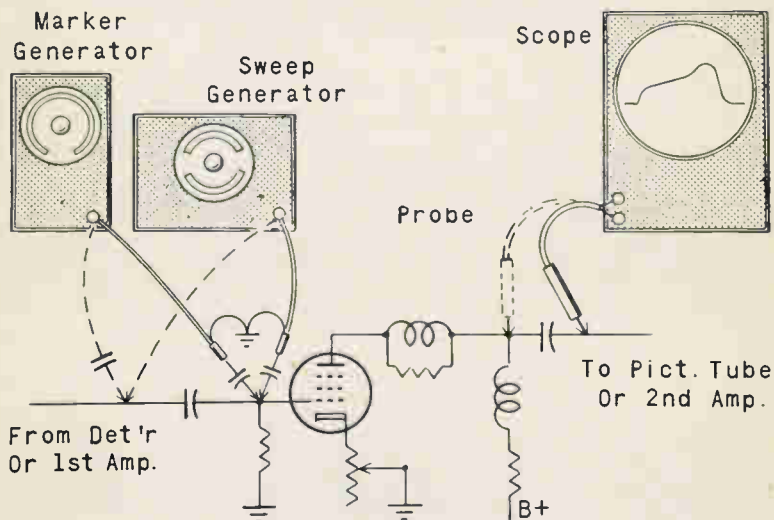 Marker
Generator
Sweep
Generator
Scope
Probe
From Det'r
Or 1st Amp.
To Pict. Tube
Or 2nd Amp.
B+